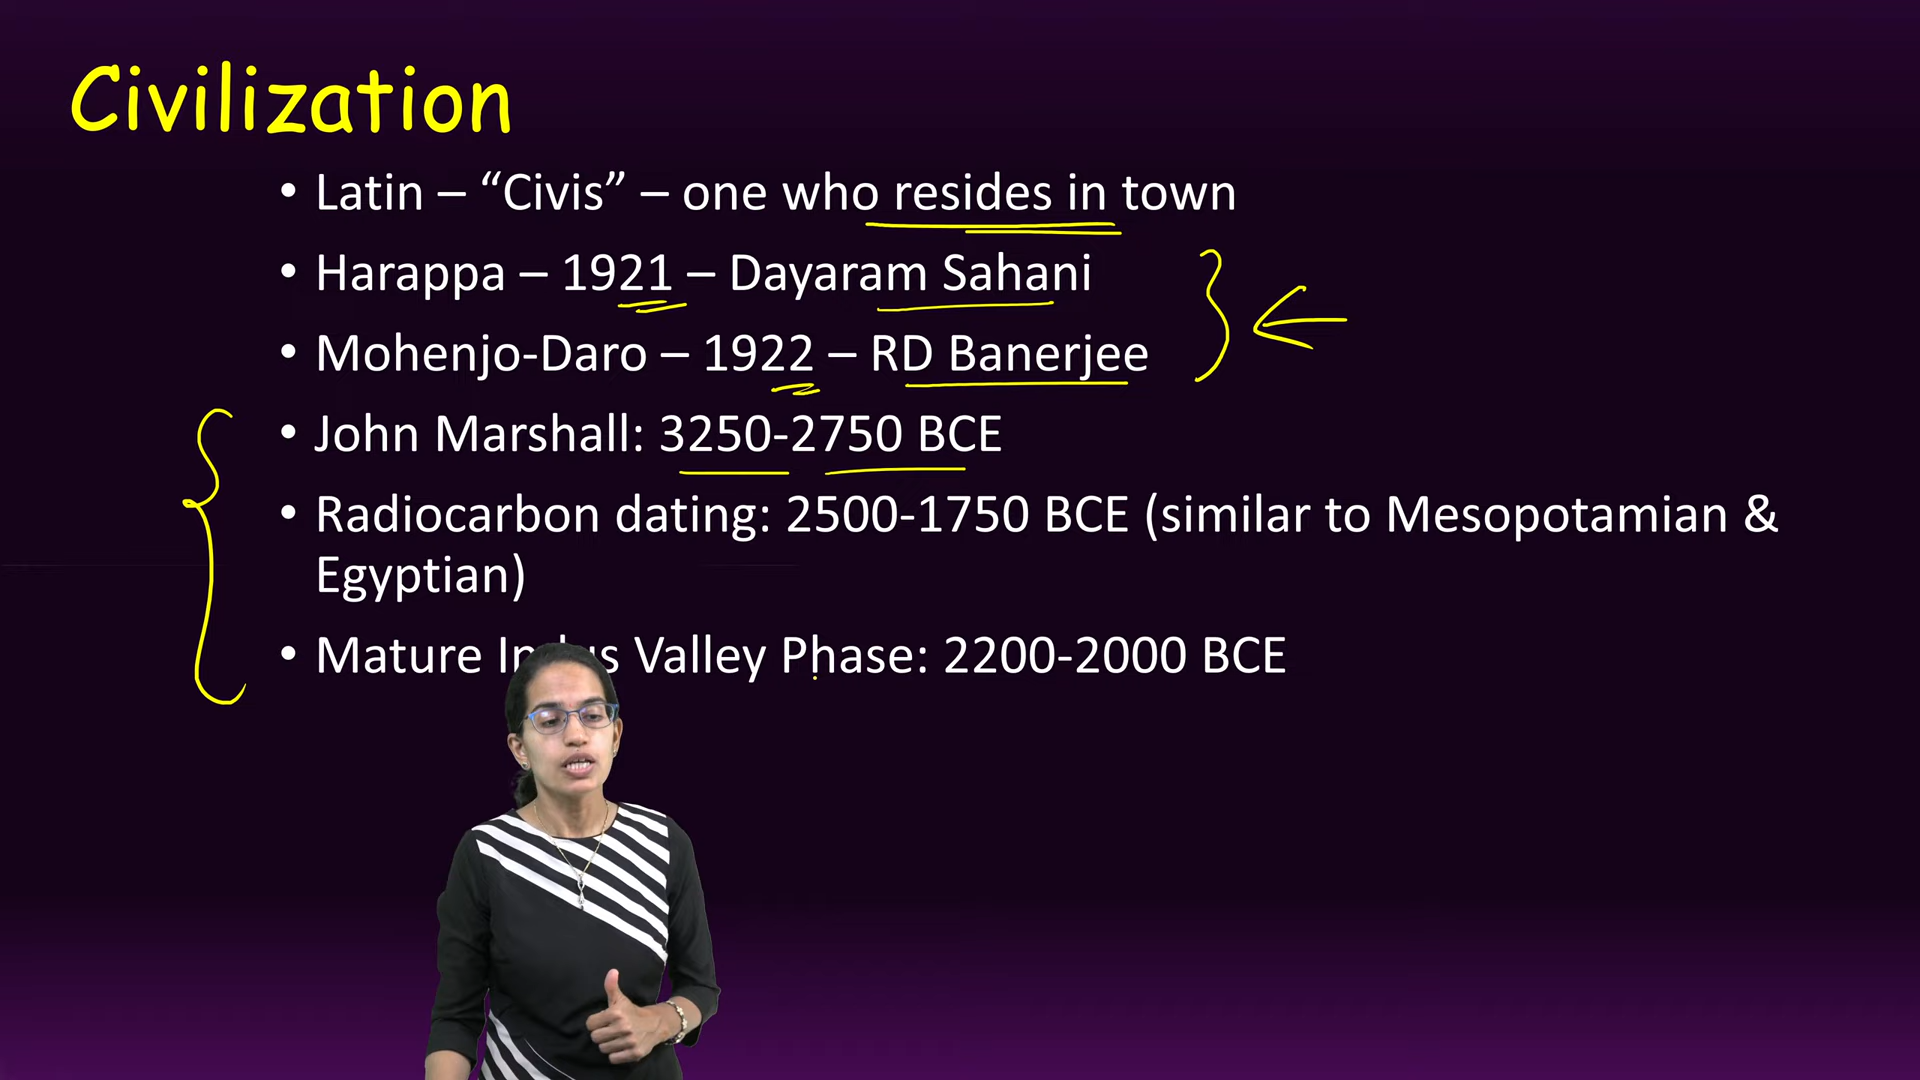 Civilization
• Latin – “Civis” – one who resides in town
• Harappa – 1921 – Dayaram Sahani
• Mohenjo-Daro – 1922 – RD Banerjee
• John Marshall: 3250-2750 BCE
• Radiocarbon dating: 2500-1750 BCE (similar to Mesopotamian &
Egyptian)
• Mature Indus Valley Phase: 2200-2000 BCE